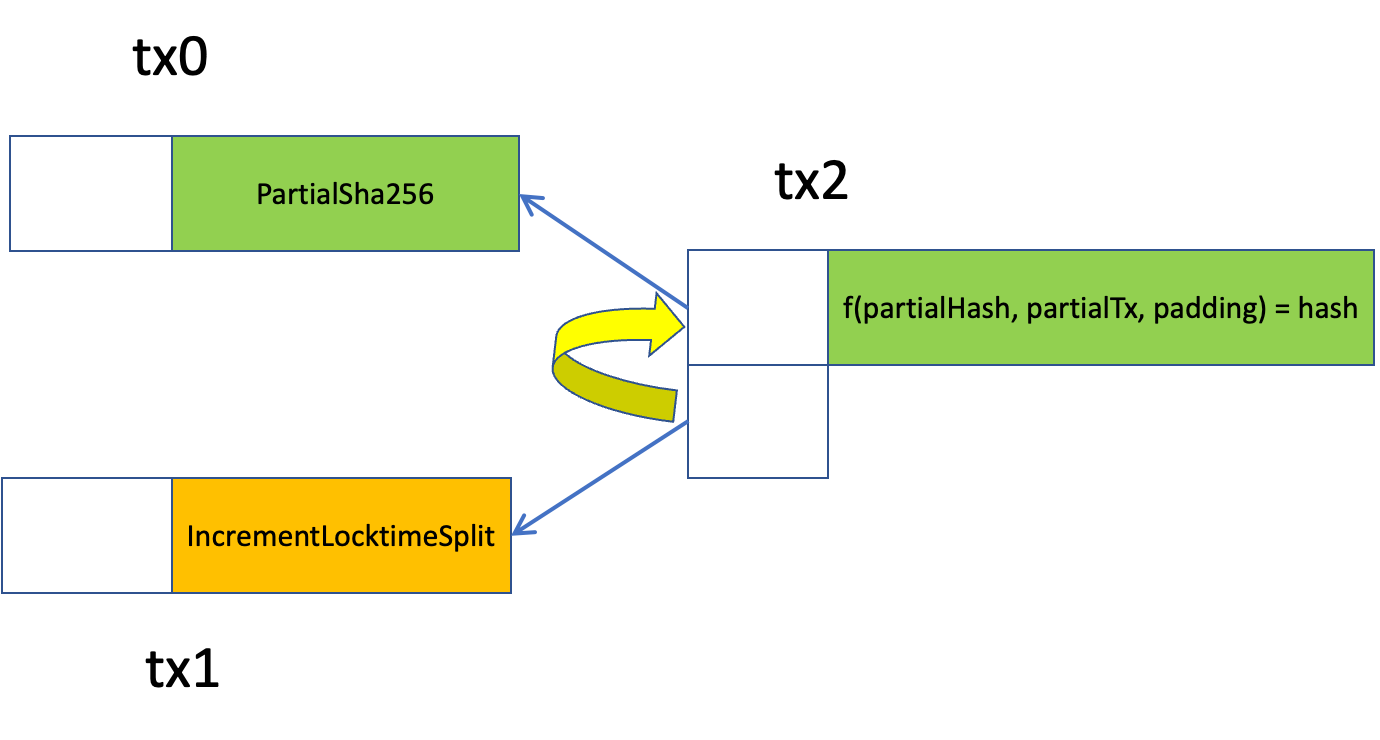 tx0
PartialSha256
tx2
f(partialHash, partialTx, padding) = hash
IncrementLocktimeSplit
tx1